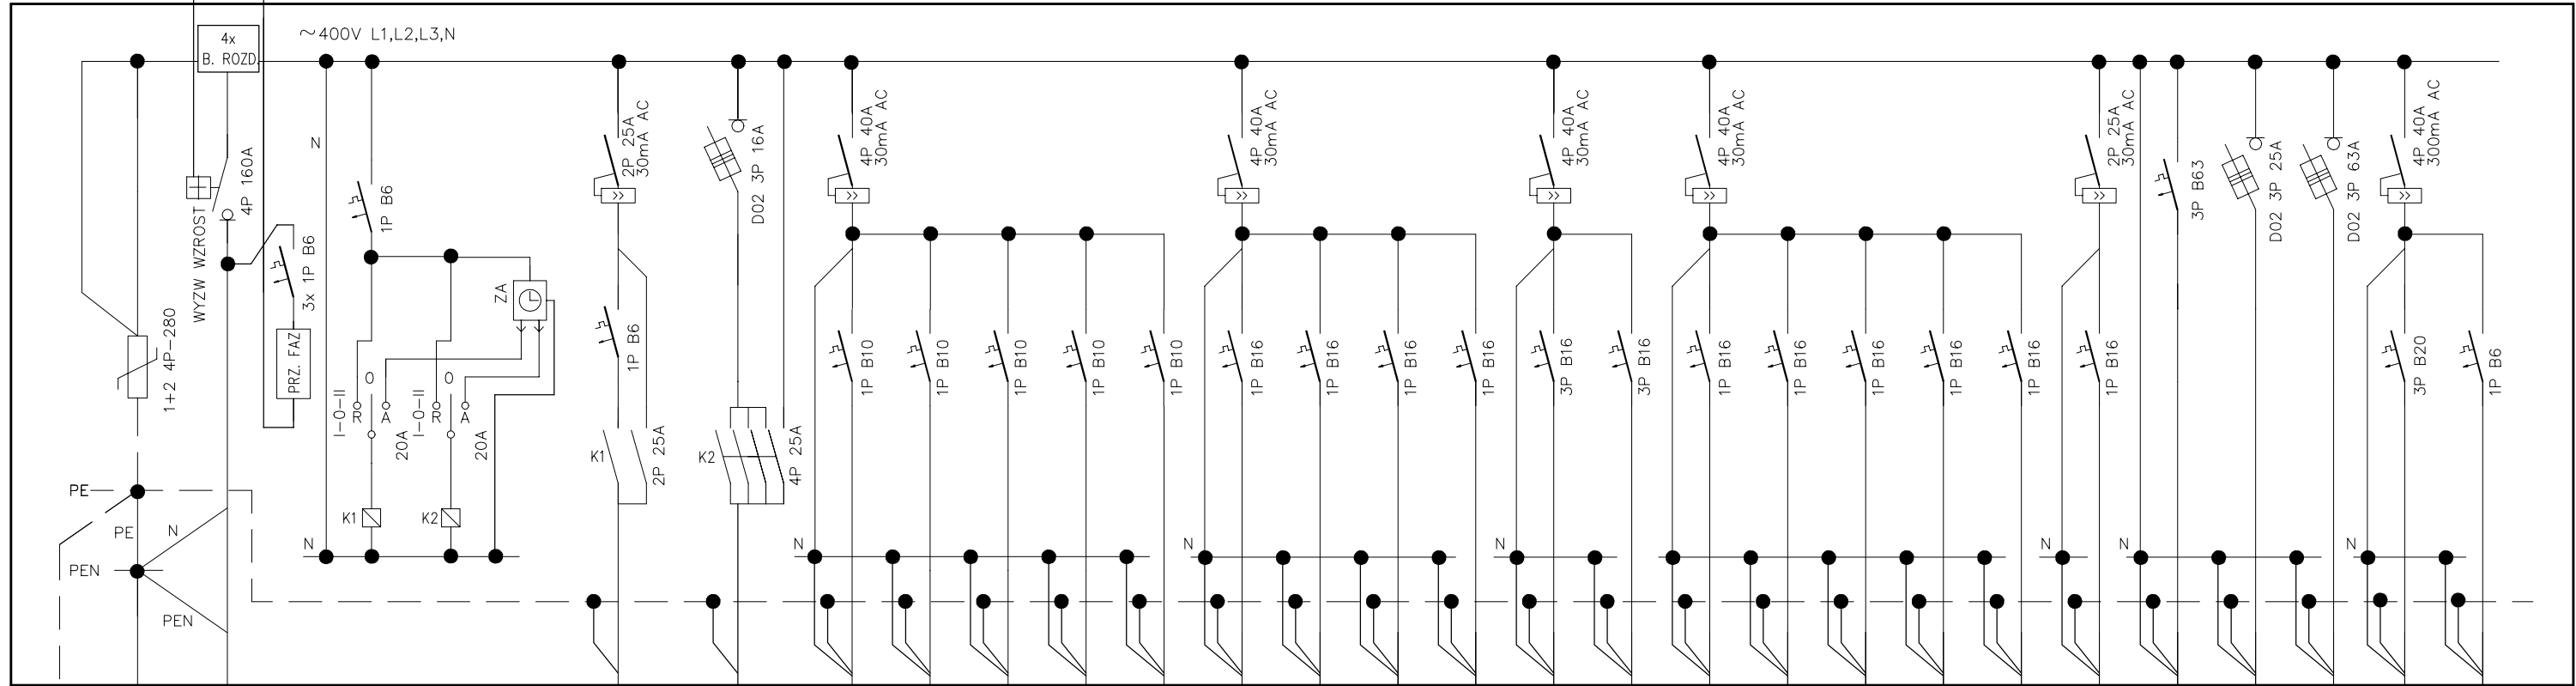 4x
B. ROZD.
~400V L1,L2,L3,N
WYZW WZROST
4P 160A
3x 1P B6
PRZ. FAZ
1+2 4P-280
PE
PE
N
PEN
PEN
N
1P B6
ZA
I-0-II
R
0
A
20A
I-0-II
R
0
A
20A
K1
K2
N
2P 25A
30mA AC
1P B6
K1
2P 25A
D02 3P 16A
K2
4P 25A
4P 40A
30mA AC
1P B10
1P B10
1P B10
1P B10
1P B10
N
4P 40A
30mA AC
1P B16
1P B16
1P B16
1P B16
N
4P 40A
30mA AC
3P B16
3P B16
N
4P 40A
30mA AC
1P B16
1P B16
1P B16
1P B16
1P B16
2P 25A
30mA AC
1P B16
N
3P B63
D02 3P 25A
D02 3P 63A
N
4P 40A
300mA AC
3P B20
1P B6
N